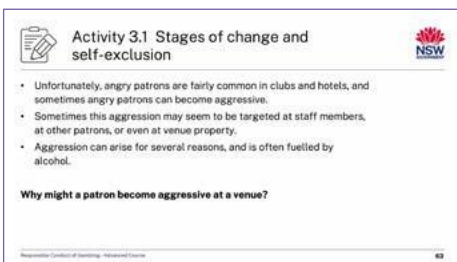 Activity 3.1 Stages of change and
self-exclusion
NSW
GOVERNMENT
• Unfortunately, angry patrons are fairly common in clubs and hotels, and
sometimes angry patrons can become aggressive.
• Sometimes this aggression may seem to be targeted at staff members,
at other patrons, or even at venue property.
• Aggression can arise for several reasons, and is often fuelled by
alcohol.
Why might a patron become aggressive at a venue?
Responsible Conduct of Gambling - Advanced Course
63